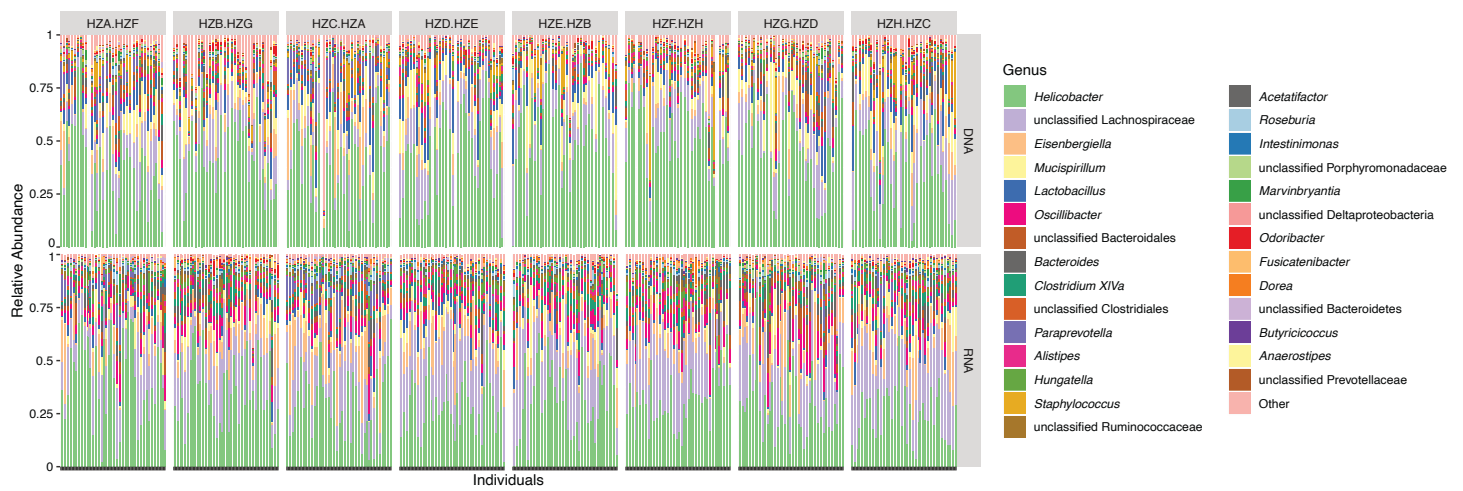 HZA.HZF HZB.HZG HZC.HZA HZD.HZE HZE.HZB HZF.HZH HZG.HZD HZH.HZC
1
0.75
0.5
0.25
0
DNA
1
0.75
0.5
0.25
0
RNA
Relative Abundance
Individuals
Genus
Helicobacter
unclassified Lachnospiraceae
Eisenbergiella
Mucispirillum
Lactobacillus
Oscillibacter
unclassified Bacteroidales
Bacteroides
Clostridium XIVa
unclassified Clostridiales
Paraprevotella
Alistipes
Hungatella
Staphylococcus
unclassified Ruminococcaceae
Acetatifactor
Roseburia
Intestinimonas
unclassified Porphyromonadaceae
Marvinbryantia
unclassified Deltaproteobacteria
Odoribacter
Fusicatenibacter
Dorea
unclassified Bacteroidetes
Butyricicoccus
Anaerostipes
unclassified Prevotellaceae
Other